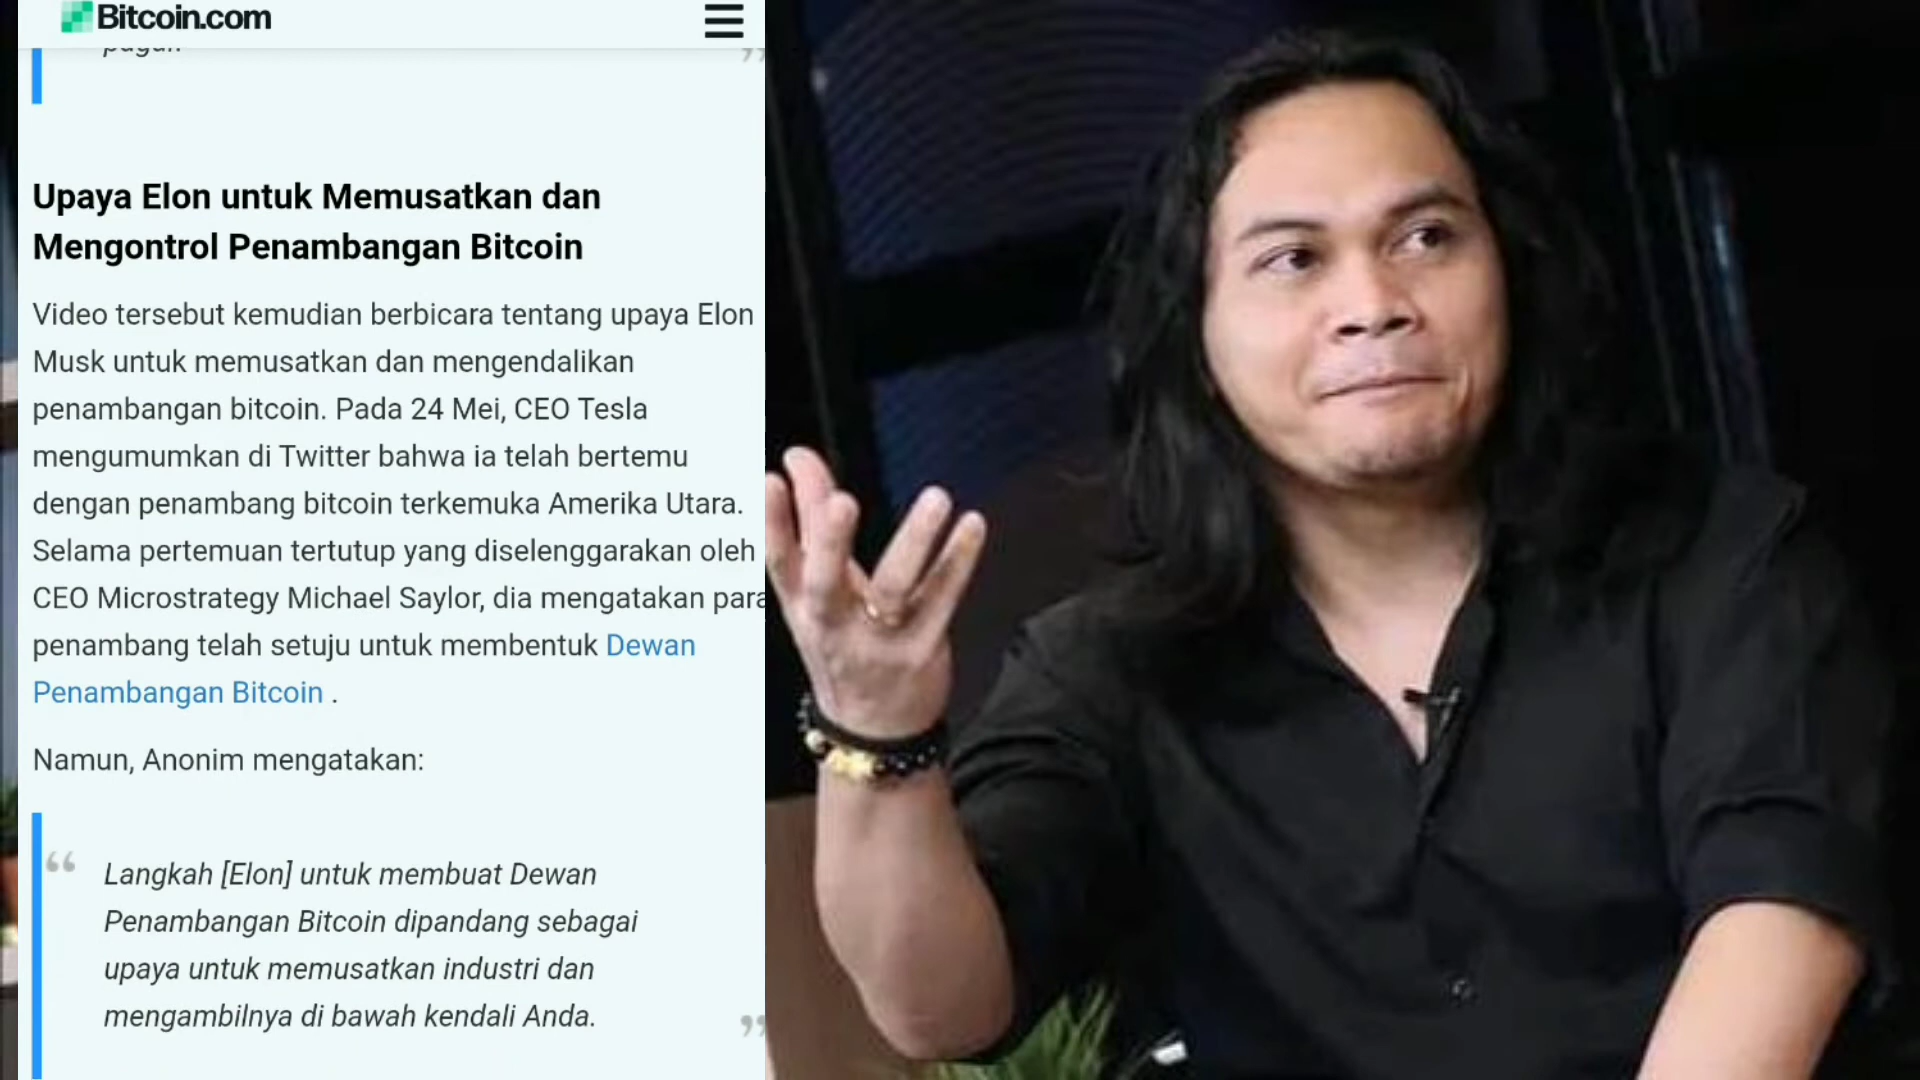 Bitcoin.com
Upaya Elon untuk Memusatkan dan
Mengontrol Penambangan Bitcoin
Video tersebut kemudian berbicara tentang upaya Elon
Musk untuk memusatkan dan mengendalikan
penambangan bitcoin. Pada 24 Mei, CEO Tesla
mengumumkan di Twitter bahwa ia telah bertemu
dengan penambang bitcoin terkemuka Amerika Utara.
Selama pertemuan tertutup yang diselenggarakan oleh
CEO Microstrategy Michael Saylor, dia mengatakan para
penambang telah setuju untuk membentuk Dewan
Penambangan Bitcoin .
Namun, Anonim mengatakan:
“ Langkah [Elon] untuk membuat Dewan
Penambangan Bitcoin dipandang sebagai
upaya untuk memusatkan industri dan
mengambilnya di bawah kendali Anda. ”